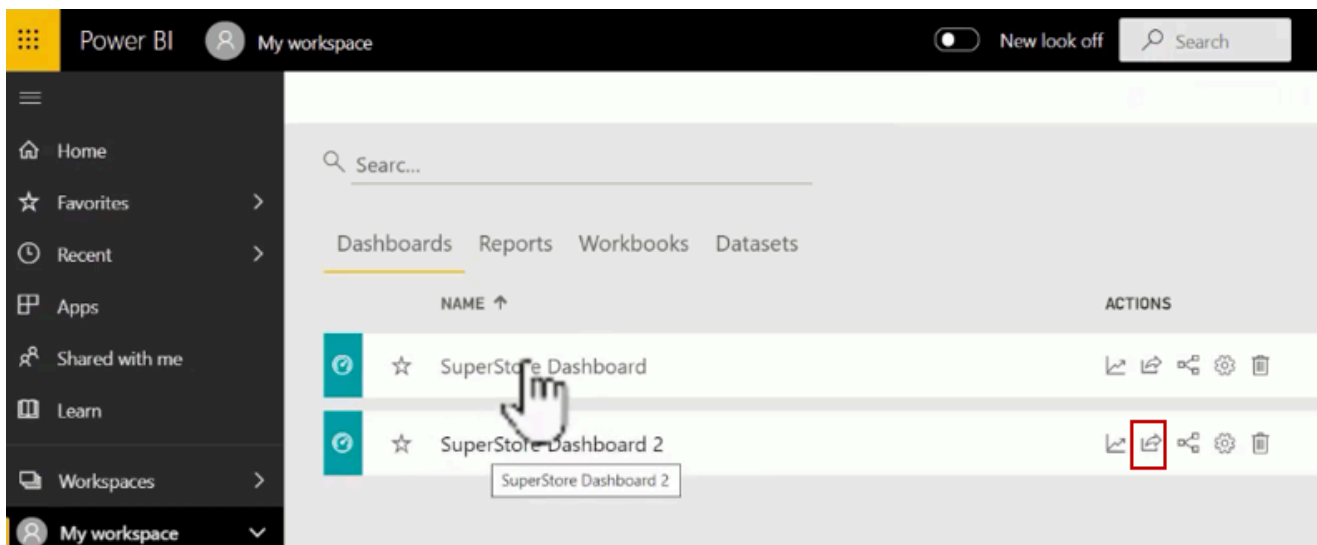 Power BI My workspace New look off Search
Home
Favorites
Recent
Apps
Shared with me
Learn
Workspaces
My workspace
Searc...
Dashboards Reports Workbooks Datasets
NAME ACTIONS
SuperStore Dashboard
SuperStore Dashboard 2
SuperStore Dashboard 2